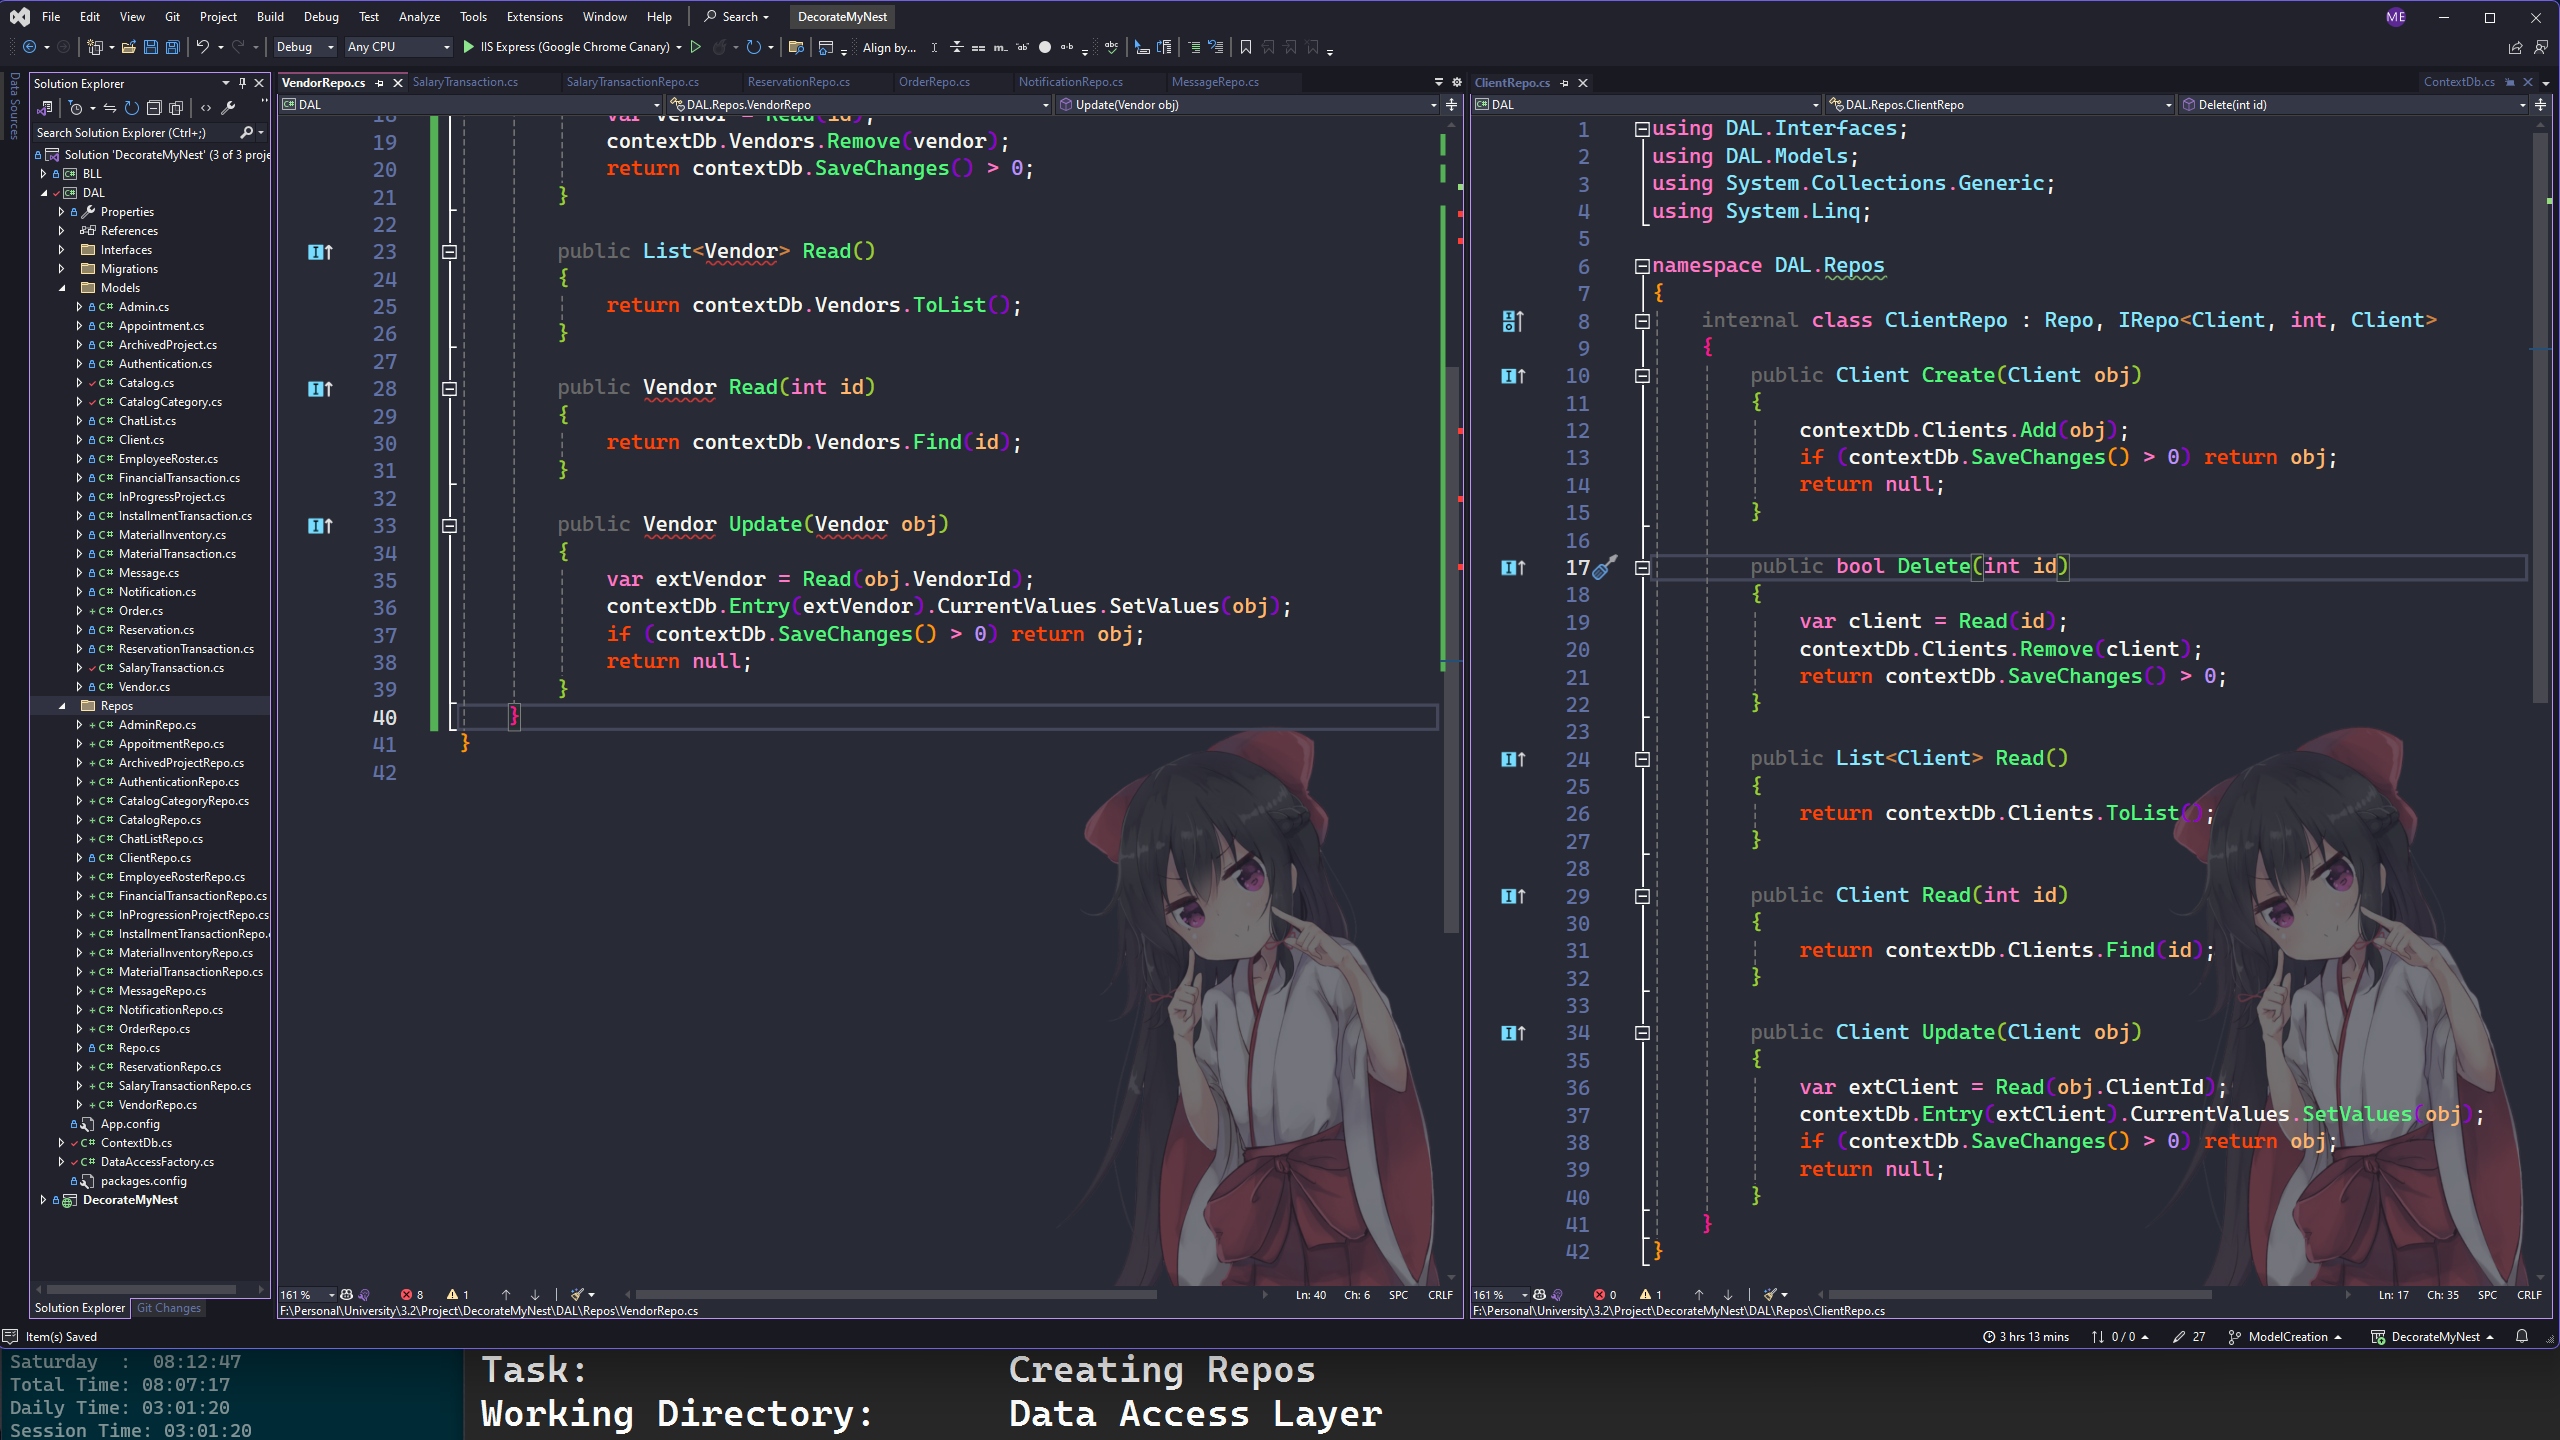 File Edit View Git Project Build Debug Test Analyze Tools Extensions Window Help Search DecorateMyNest ME
Debug Any CPU IIS Express (Google Chrome Canary) Align by...
Data Sources
Solution Explorer
Search Solution Explorer (Ctrl+;)
Solution 'DecorateMyNest' (3 of 3 proje
BLL
DAL
Properties
References
Interfaces
Migrations
Models
Admin.cs
Appointment.cs
ArchivedProject.cs
Authentication.cs
Catalog.cs
CatalogCategory.cs
ChatList.cs
Client.cs
EmployeeRoster.cs
FinancialTransaction.cs
InProgressProject.cs
InstallmentTransaction.cs
MaterialInventory.cs
MaterialTransaction.cs
Message.cs
Notification.cs
Order.cs
Reservation.cs
ReservationTransaction.cs
SalaryTransaction.cs
Vendor.cs
Repos
AdminRepo.cs
AppoitmentRepo.cs
ArchivedProjectRepo.cs
AuthenticationRepo.cs
CatalogCategoryRepo.cs
CatalogRepo.cs
ChatListRepo.cs
ClientRepo.cs
EmployeeRosterRepo.cs
FinancialTransactionRepo.cs
InProgressionProjectRepo.cs
InstallmentTransactionRepo.
MaterialInventoryRepo.cs
MaterialTransactionRepo.cs
MessageRepo.cs
NotificationRepo.cs
OrderRepo.cs
Repo.cs
ReservationRepo.cs
SalaryTransactionRepo.cs
VendorRepo.cs
App.config
ContextDb.cs
DataAccessFactory.cs
packages.config
DecorateMyNest
Solution Explorer Git Changes
VendorRepo.cs SalaryTransaction.cs SalaryTransactionRepo.cs ReservationRepo.cs OrderRepo.cs NotificationRepo.cs MessageRepo.cs
DAL DAL.Repos.VendorRepo Update(Vendor obj)
18 var vendor = Read(id);
19 contextDb.Vendors.Remove(vendor);
20 return contextDb.SaveChanges() > 0;
21 }
22
23 public List<Vendor> Read()
24 {
25 return contextDb.Vendors.ToList();
26 }
27
28 public Vendor Read(int id)
29 {
30 return contextDb.Vendors.Find(id);
31 }
32
33 public Vendor Update(Vendor obj)
34 {
35 var extVendor = Read(obj.VendorId);
36 contextDb.Entry(extVendor).CurrentValues.SetValues(obj);
37 if (contextDb.SaveChanges() > 0) return obj;
38 return null;
39 }
40 }
41 }
42
161 % 8 1 Ln: 40 Ch: 6 SPC CRLF
F:\Personal\University\3.2\Project\DecorateMyNest\DAL\Repos\VendorRepo.cs
ClientRepo.cs ContextDb.cs
DAL DAL.Repos.ClientRepo Delete(int id)
1 using DAL.Interfaces;
2 using DAL.Models;
3 using System.Collections.Generic;
4 using System.Linq;
5
6 namespace DAL.Repos
7 {
8 internal class ClientRepo : Repo, IRepo<Client, int, Client>
9 {
10 public Client Create(Client obj)
11 {
12 contextDb.Clients.Add(obj);
13 if (contextDb.SaveChanges() > 0) return obj;
14 return null;
15 }
16
17 public bool Delete(int id)
18 {
19 var client = Read(id);
20 contextDb.Clients.Remove(client);
21 return contextDb.SaveChanges() > 0;
22 }
23
24 public List<Client> Read()
25 {
26 return contextDb.Clients.ToList();
27 }
28
29 public Client Read(int id)
30 {
31 return contextDb.Clients.Find(id);
32 }
33
34 public Client Update(Client obj)
35 {
36 var extClient = Read(obj.ClientId);
37 contextDb.Entry(extClient).CurrentValues.SetValues(obj);
38 if (contextDb.SaveChanges() > 0) return obj;
39 return null;
40 }
41 }
42 }
161 % 0 1 Ln: 17 Ch: 35 SPC CRLF
F:\Personal\University\3.2\Project\DecorateMyNest\DAL\Repos\ClientRepo.cs
Item(s) Saved 3 hrs 13 mins 0 / 0 27 ModelCreation DecorateMyNest
Saturday : 08:12:47
Total Time: 08:07:17
Daily Time: 03:01:20
Session Time: 03:01:20
Task: Creating Repos
Working Directory: Data Access Layer